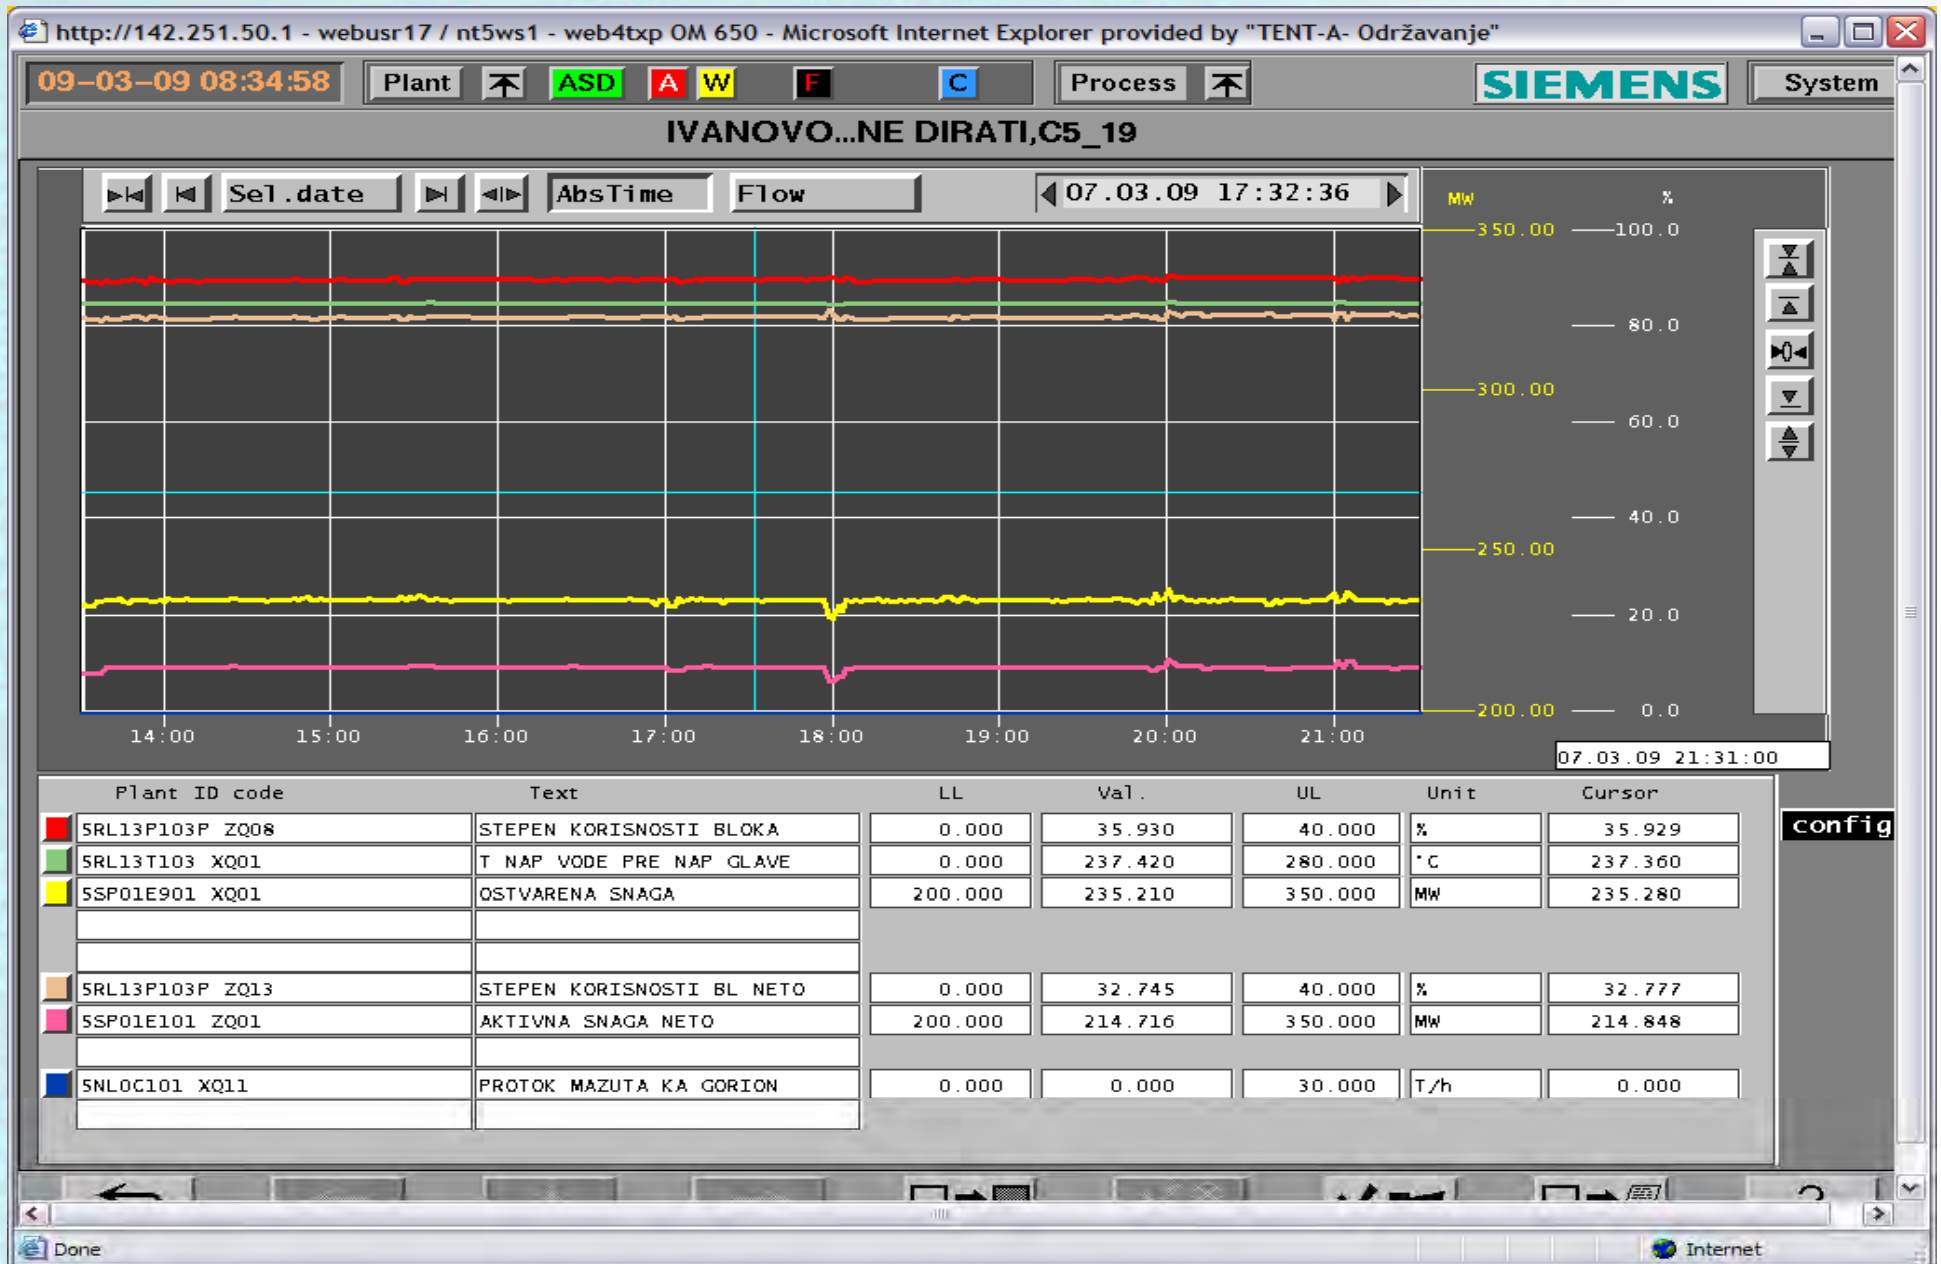 http://142.251.50.1 - webusr17 / nt5ws1 - web4txp OM 650 - Microsoft Internet Explorer provided by "TENT-A- Održavanje"
09-03-09 08:34:58 Plant ASD A W F C Process SIEMENS System
IVANOVO...NE DIRATI,C5_19
Sel.date AbsTime Flow 07.03.09 17:32:36
MW %
350.00 100.0
80.0
300.00
60.0
40.0
250.00
20.0
200.00 0.0
14:00 15:00 16:00 17:00 18:00 19:00 20:00 21:00
07.03.09 21:31:00
Plant ID code Text LL Val. UL Unit Cursor
5RL13P103P ZQ08 STEPEN KORISNOSTI BLOKA 0.000 35.930 40.000 % 35.929
config
5RL13T103 XQ01 T NAP VODE PRE NAP GLAVE 0.000 237.420 280.000 °C 237.360
5SP01E901 XQ01 OSTVARENA SNAGA 200.000 235.210 350.000 MW 235.280
5RL13P103P ZQ13 STEPEN KORISNOSTI BL NETO 0.000 32.745 40.000 % 32.777
5SP01E101 ZQ01 AKTIVNA SNAGA NETO 200.000 214.716 350.000 MW 214.848
5NL0C101 XQ11 PROTOK MAZUTA KA GORION 0.000 0.000 30.000 T/h 0.000
?
Done Internet